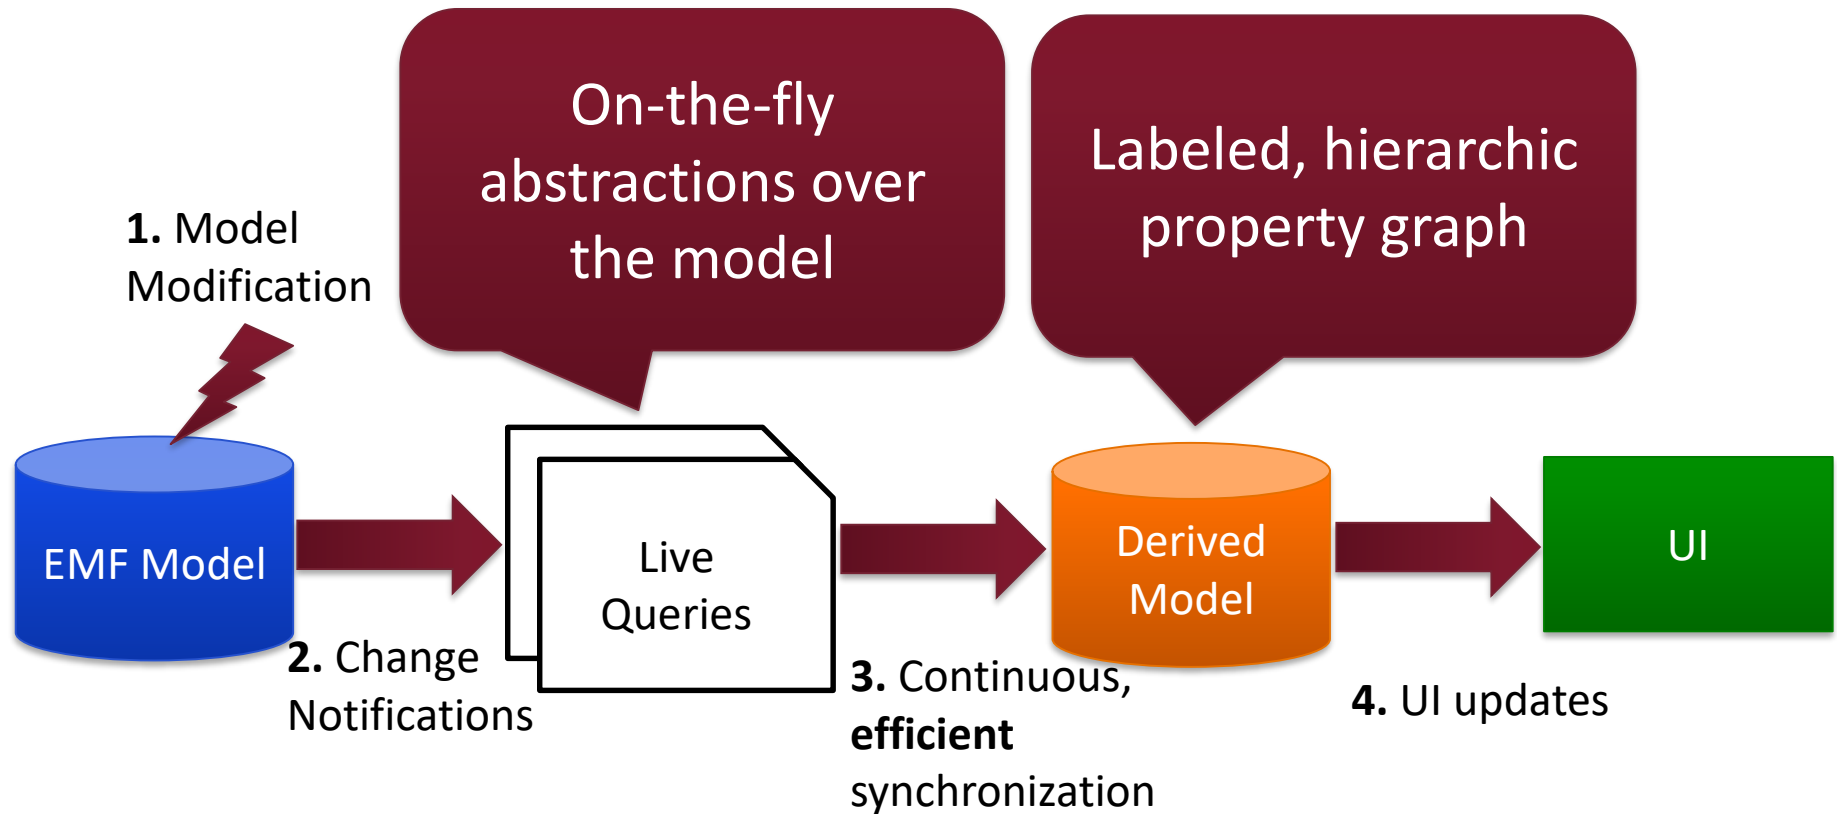 On-the-fly
abstractions over
the model
Labeled, hierarchic
property graph
1. Model
Modification
EMF Model
Live
Queries
Derived
Model
UI
2. Change
Notifications
3. Continuous,
efficient
synchronization
4. UI updates